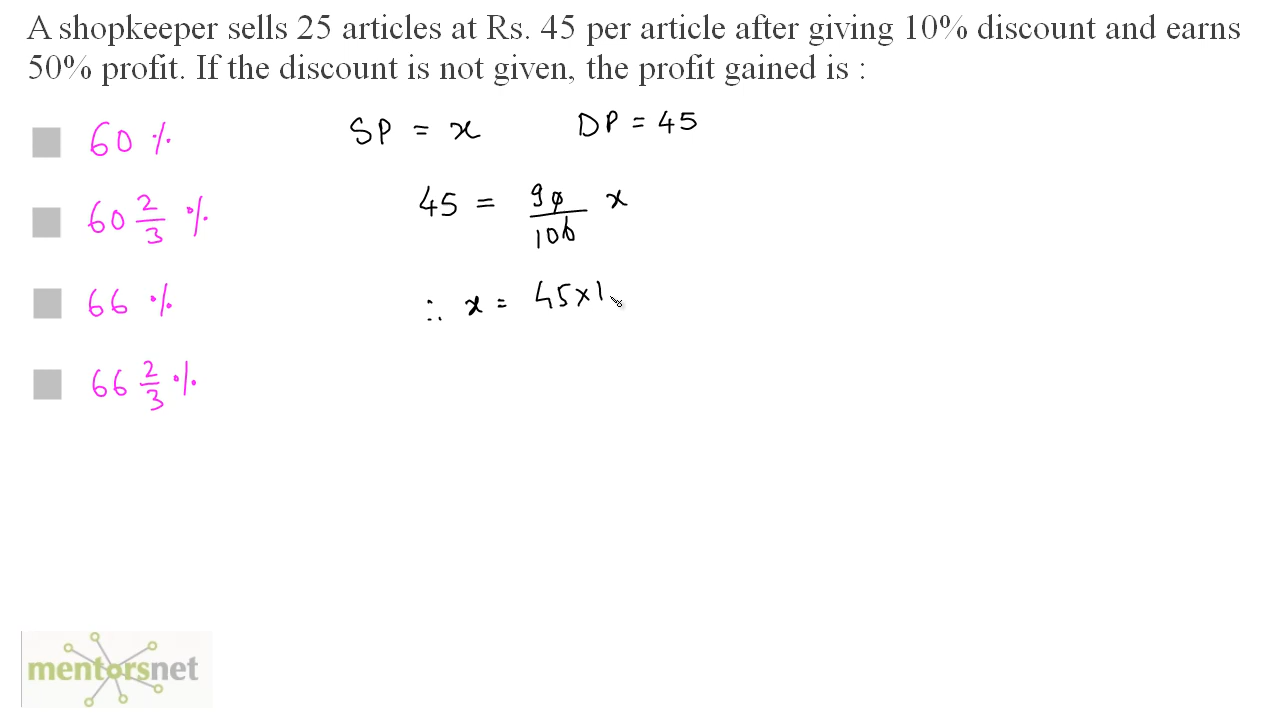 A shopkeeper sells 25 articles at Rs. 45 per article after giving 10% discount and earns
50% profit. If the discount is not given, the profit gained is :
60 %
SP = x DP = 45
60 2/3 %
45 = 90/100 x
66 %
∴ x = 45×1
66 2/3 %
mentorsnet